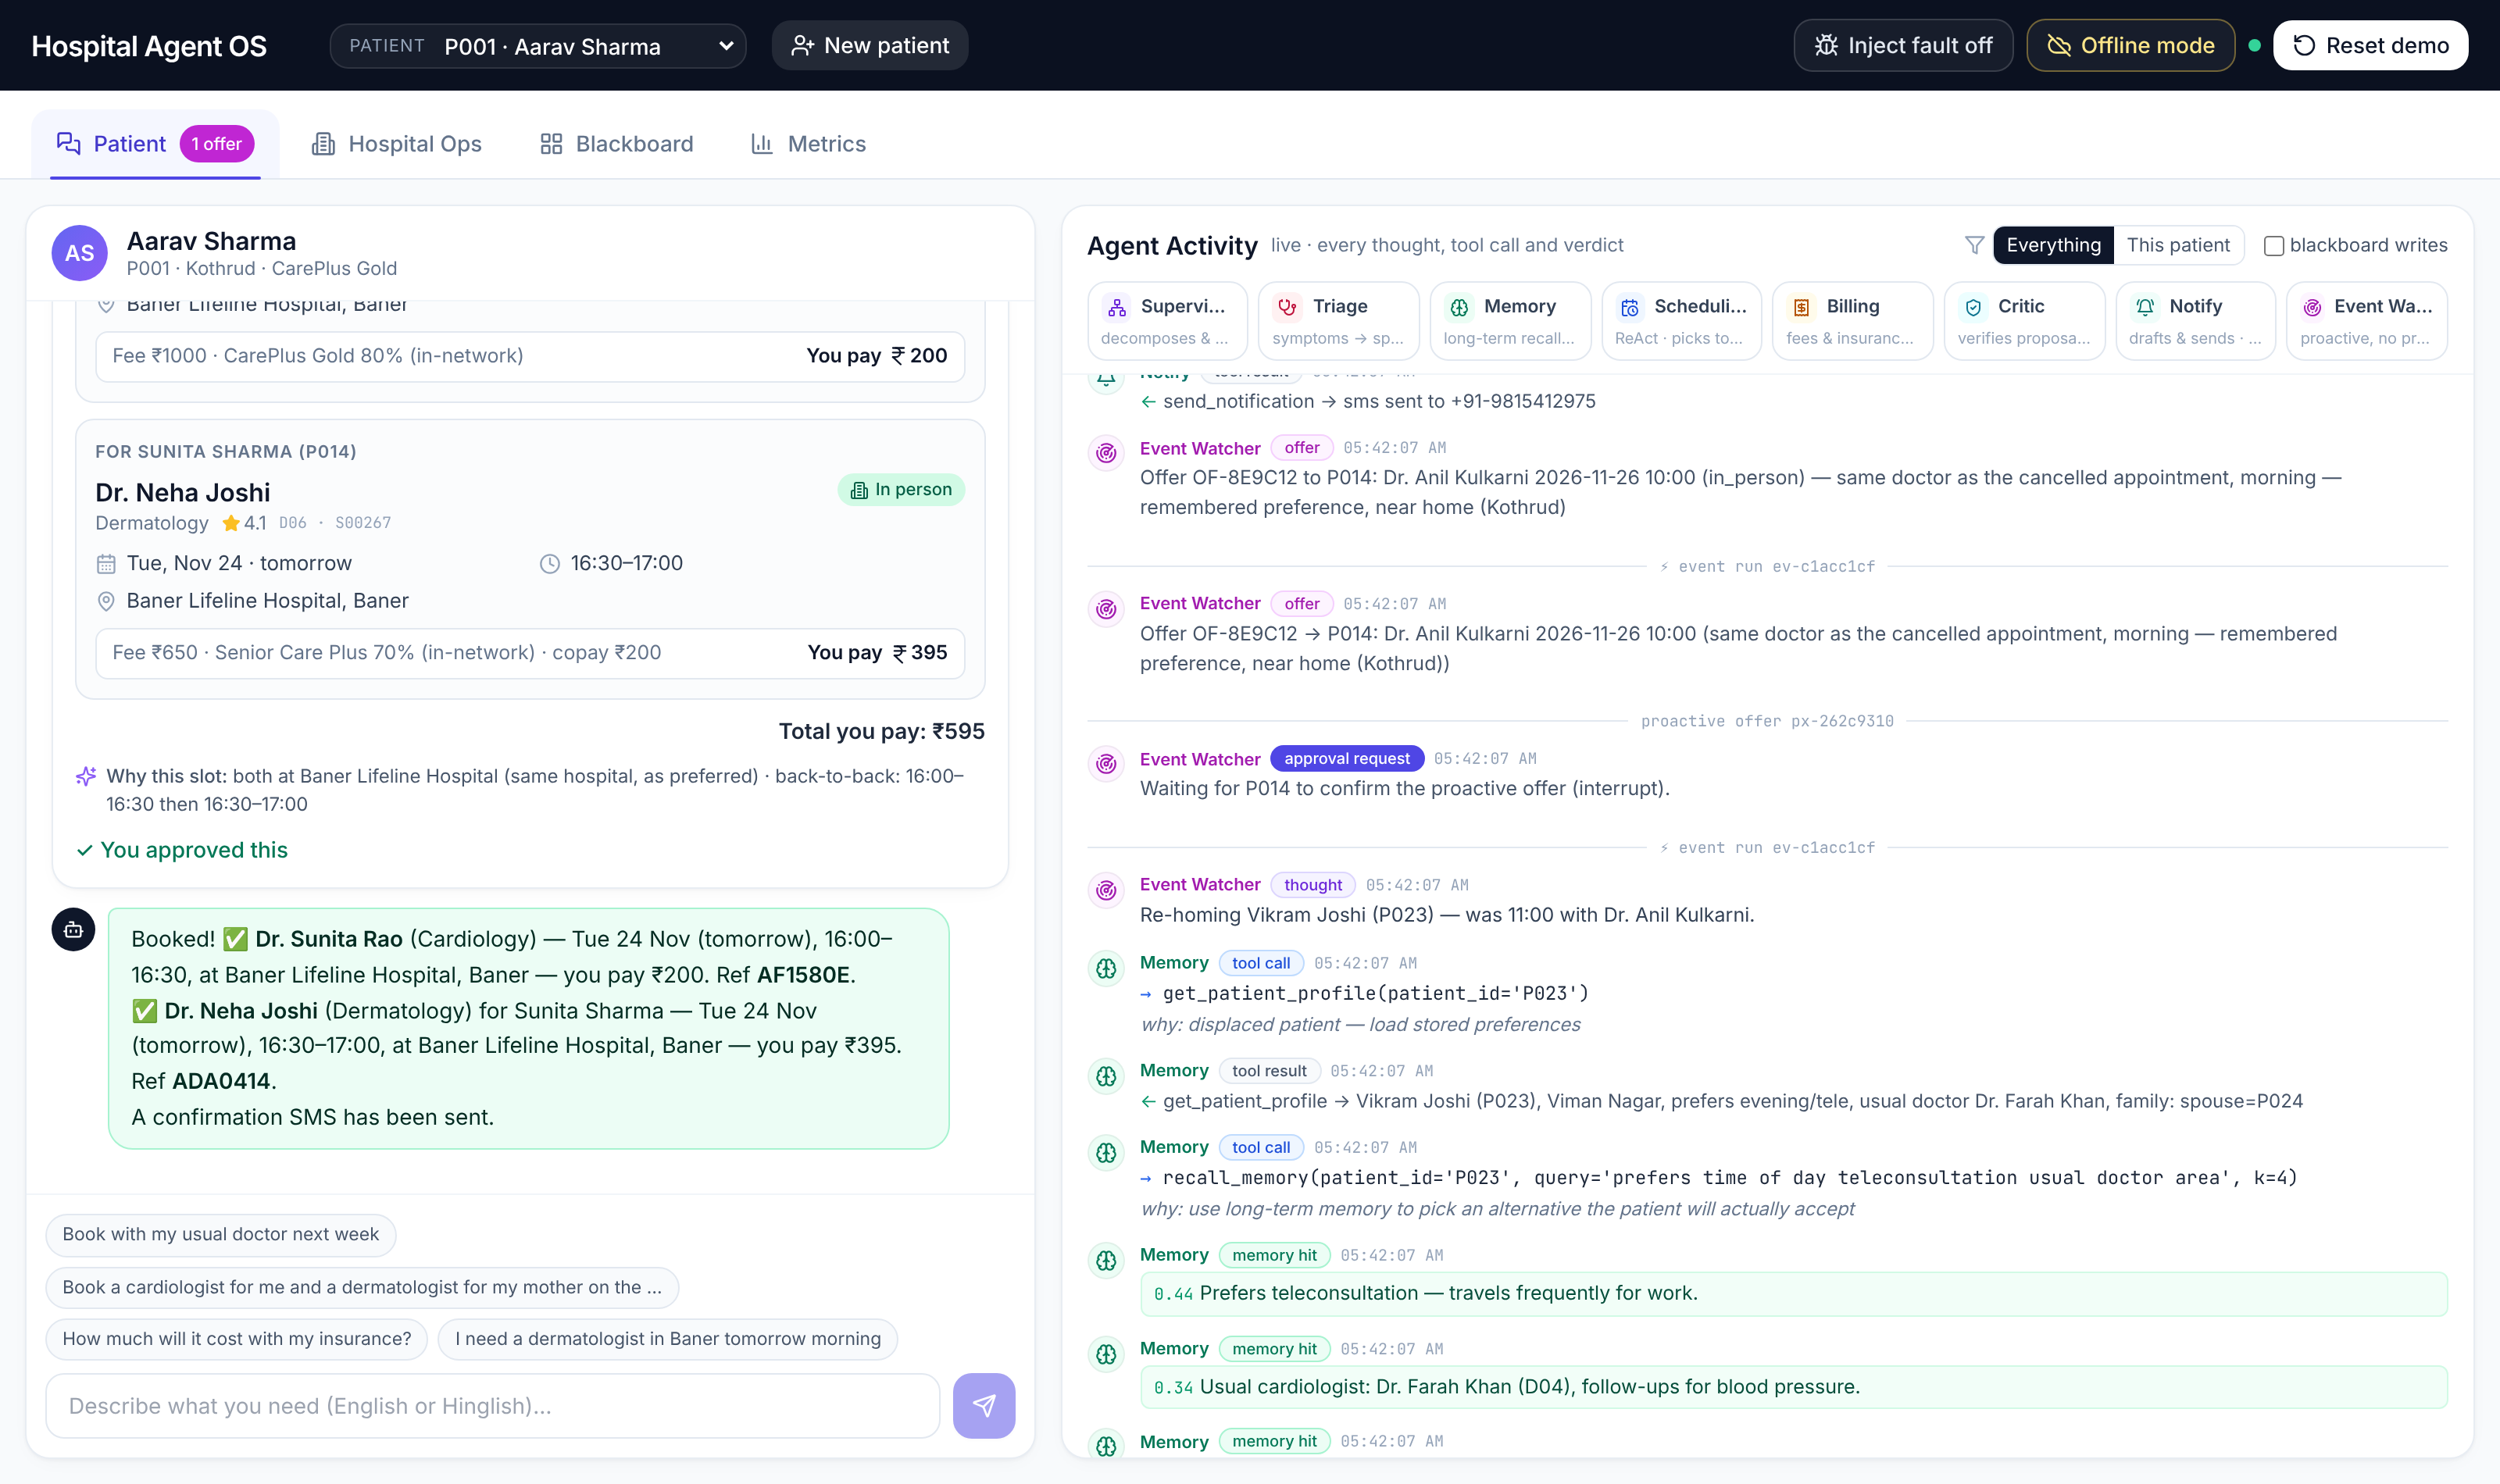 Hospital Agent OS
PATIENT P001 · Aarav Sharma
New patient
Inject fault off
Offline mode
Reset demo
Patient 1 offer
Hospital Ops
Blackboard
Metrics
AS
Aarav Sharma
P001 · Kothrud · CarePlus Gold
Baner Lifeline Hospital, Baner
Fee ₹1000 · CarePlus Gold 80% (in-network) You pay ₹ 200
FOR SUNITA SHARMA (P014)
Dr. Neha Joshi
In person
Dermatology 4.1 D06 · S00267
Tue, Nov 24 · tomorrow 16:30–17:00
Baner Lifeline Hospital, Baner
Fee ₹650 · Senior Care Plus 70% (in-network) · copay ₹200 You pay ₹ 395
Total you pay: ₹595
Why this slot: both at Baner Lifeline Hospital (same hospital, as preferred) · back-to-back: 16:00–
16:30 then 16:30–17:00
✓ You approved this
Booked! ✅ Dr. Sunita Rao (Cardiology) — Tue 24 Nov (tomorrow), 16:00–
16:30, at Baner Lifeline Hospital, Baner — you pay ₹200. Ref AF1580E.
✅ Dr. Neha Joshi (Dermatology) for Sunita Sharma — Tue 24 Nov
(tomorrow), 16:30–17:00, at Baner Lifeline Hospital, Baner — you pay ₹395.
Ref ADA0414.
A confirmation SMS has been sent.
Book with my usual doctor next week
Book a cardiologist for me and a dermatologist for my mother on the ...
How much will it cost with my insurance?
I need a dermatologist in Baner tomorrow morning
Describe what you need (English or Hinglish)...
Agent Activity live · every thought, tool call and verdict
Everything This patient blackboard writes
Supervi...
decomposes & ...
Triage
symptoms → sp...
Memory
long-term recall...
Scheduli...
ReAct · picks to...
Billing
fees & insuranc...
Critic
verifies proposa...
Notify
drafts & sends · ...
Event Wa...
proactive, no pr...
Notify tool result 05:42:07 AM
← send_notification → sms sent to +91-9815412975
Event Watcher offer 05:42:07 AM
Offer OF-8E9C12 to P014: Dr. Anil Kulkarni 2026-11-26 10:00 (in_person) — same doctor as the cancelled appointment, morning —
remembered preference, near home (Kothrud)
⚡ event run ev-c1acc1cf
Event Watcher offer 05:42:07 AM
Offer OF-8E9C12 → P014: Dr. Anil Kulkarni 2026-11-26 10:00 (same doctor as the cancelled appointment, morning — remembered
preference, near home (Kothrud))
proactive offer px-262c9310
Event Watcher approval request 05:42:07 AM
Waiting for P014 to confirm the proactive offer (interrupt).
⚡ event run ev-c1acc1cf
Event Watcher thought 05:42:07 AM
Re-homing Vikram Joshi (P023) — was 11:00 with Dr. Anil Kulkarni.
Memory tool call 05:42:07 AM
→ get_patient_profile(patient_id='P023')
why: displaced patient — load stored preferences
Memory tool result 05:42:07 AM
← get_patient_profile → Vikram Joshi (P023), Viman Nagar, prefers evening/tele, usual doctor Dr. Farah Khan, family: spouse=P024
Memory tool call 05:42:07 AM
→ recall_memory(patient_id='P023', query='prefers time of day teleconsultation usual doctor area', k=4)
why: use long-term memory to pick an alternative the patient will actually accept
Memory memory hit 05:42:07 AM
0.44 Prefers teleconsultation — travels frequently for work.
Memory memory hit 05:42:07 AM
0.34 Usual cardiologist: Dr. Farah Khan (D04), follow-ups for blood pressure.
Memory memory hit 05:42:07 AM